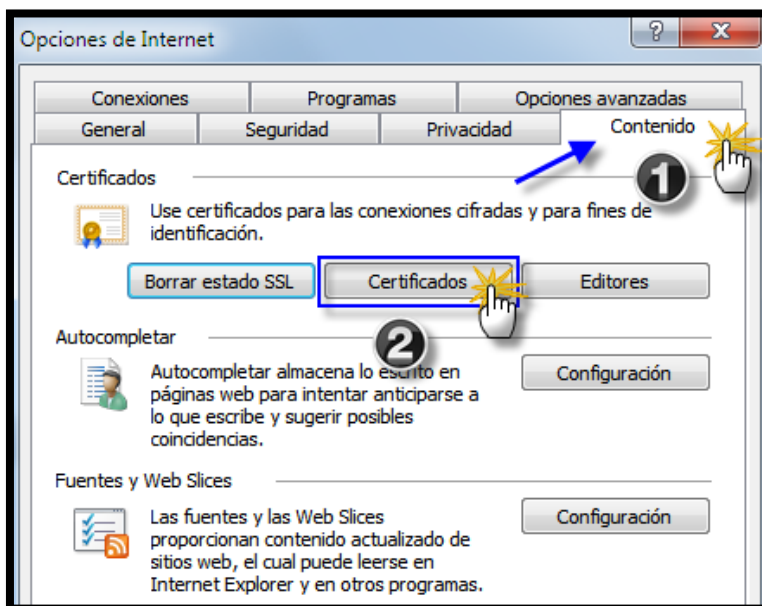 Opciones de Internet
?
X
Conexiones
Programas
Opciones avanzadas
General
Seguridad
Privacidad
Contenido
1
Certificados
Use certificados para las conexiones cifradas y para fines de
identificación.
Borrar estado SSL
Certificados
Editores
2
Autocompletar
Autocompletar almacena lo escrito en
páginas web para intentar anticiparse a
lo que escribe y sugerir posibles
coincidencias.
Configuración
Fuentes y Web Slices
Las fuentes y las Web Slices
proporcionan contenido actualizado de
sitios web, el cual puede leerse en
Internet Explorer y en otros programas.
Configuración